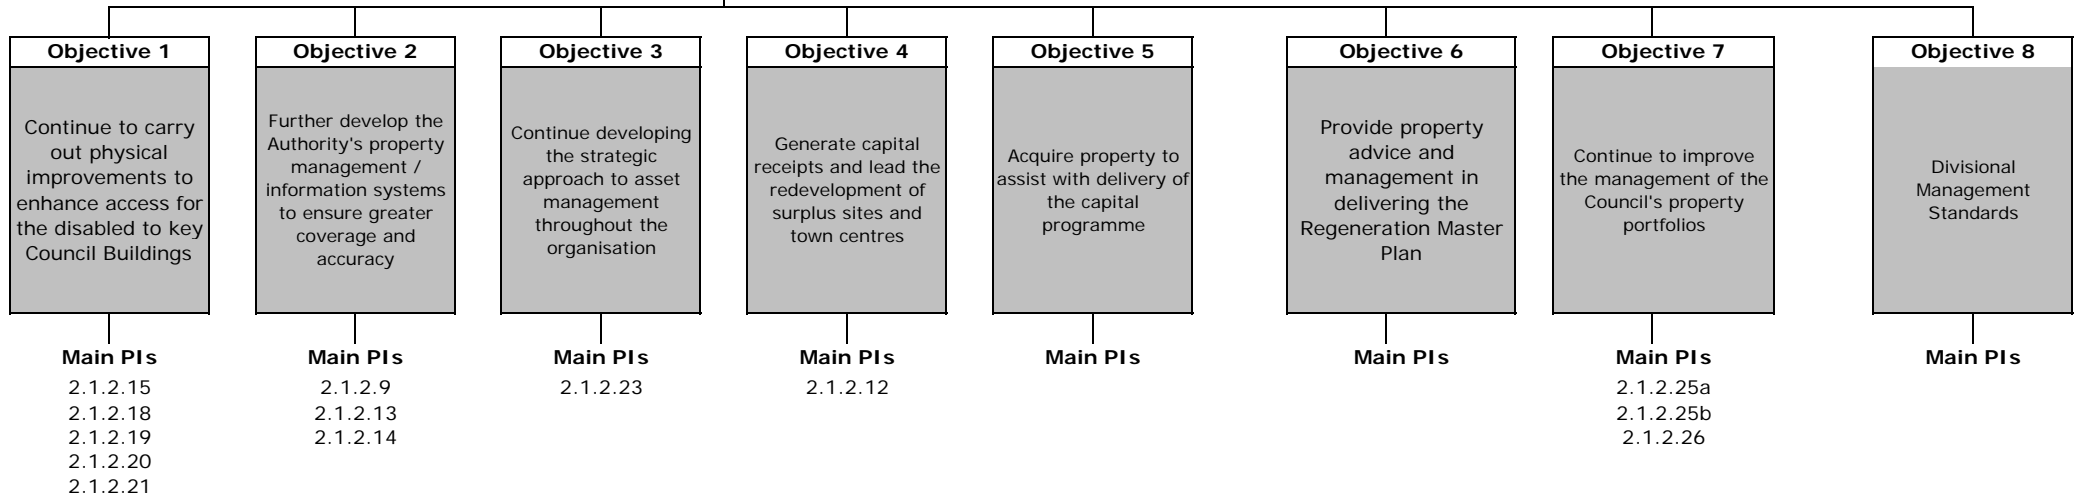 Objective 1
Continue to carry
out physical
improvements to
enhance access for
the disabled to key
Council Buildings
Main PIs
2.1.2.15
2.1.2.18
2.1.2.19
2.1.2.20
2.1.2.21
Objective 2
Further develop the
Authority's property
management /
information systems
to ensure greater
coverage and
accuracy
Main PIs
2.1.2.9
2.1.2.13
2.1.2.14
Objective 3
Continue developing
the strategic
approach to asset
management
throughout the
organisation
Main PIs
2.1.2.23
Objective 4
Generate capital
receipts and lead the
redevelopment of
surplus sites and
town centres
Main PIs
2.1.2.12
Objective 5
Acquire property to
assist with delivery of
the capital
programme
Main PIs
Objective 6
Provide property
advice and
management in
delivering the
Regeneration Master
Plan
Main PIs
Objective 7
Continue to improve
the management of the
Council's property
portfolios
Main PIs
2.1.2.25a
2.1.2.25b
2.1.2.26
Objective 8
Divisional
Management
Standards
Main PIs